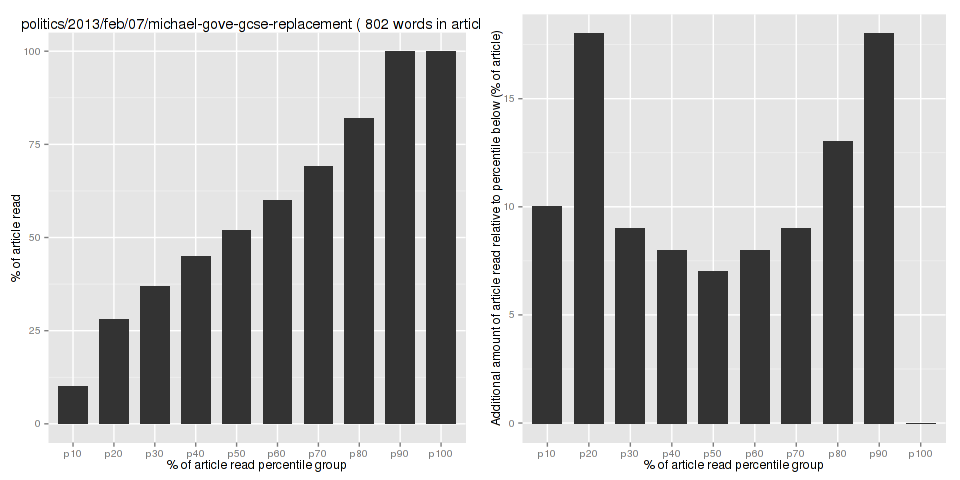 politics/2013/feb/07/michael-gove-gcse-replacement ( 802 words in articl
% of article read
100
75
50
25
0
p10 p20 p30 p40 p50 p60 p70 p80 p90 p100
% of article read percentile group
Additional amount of article read relative to percentile below (% of article)
15
10
5
0
p10 p20 p30 p40 p50 p60 p70 p80 p90 p100
% of article read percentile group